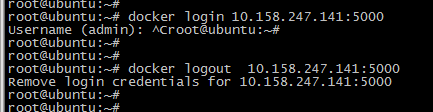 root@ubuntu:~#
root@ubuntu:~# docker login 10.158.247.141:5000
Username (admin): ^Croot@ubuntu:~#
root@ubuntu:~#
root@ubuntu:~#
root@ubuntu:~# docker logout  10.158.247.141:5000
Remove login credentials for 10.158.247.141:5000
root@ubuntu:~#
root@ubuntu:~#